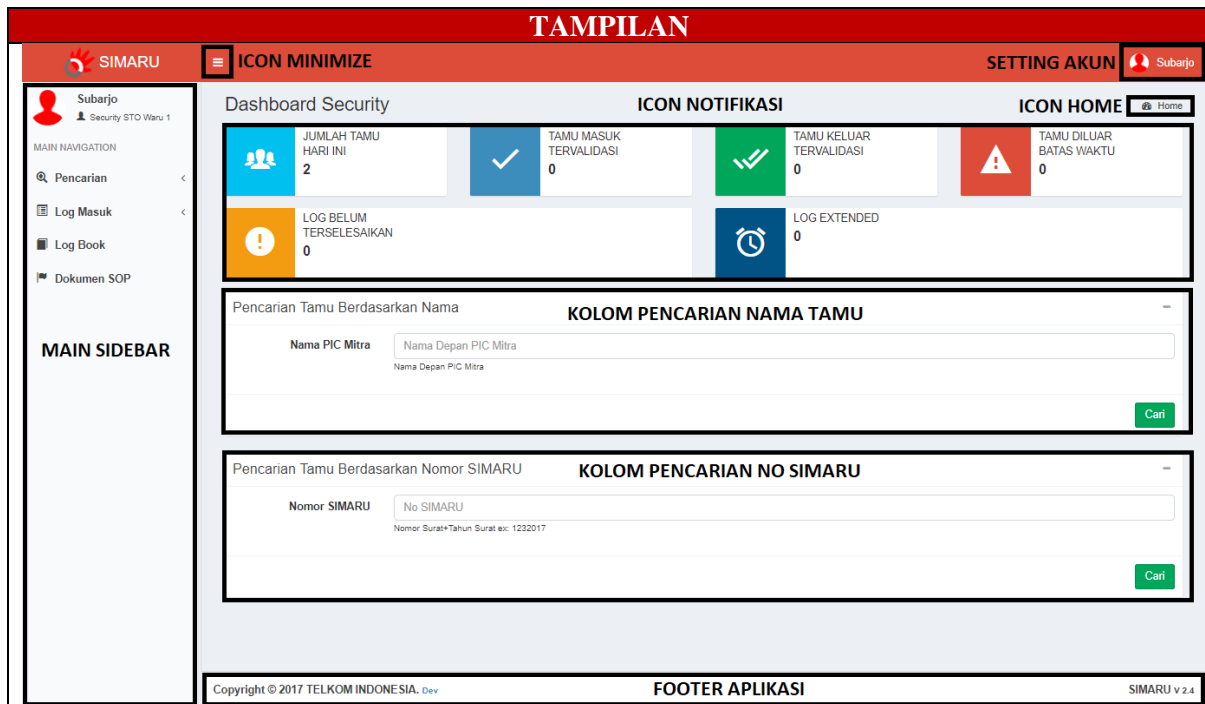 TAMPILAN
SIMARU
ICON MINIMIZE
SETTING AKUN
Subarjo
Subarjo
Security STO Waru 1
MAIN NAVIGATION
Pencarian
Log Masuk
Log Book
Dokumen SOP
MAIN SIDEBAR
Dashboard Security
ICON NOTIFIKASI
ICON HOME
Home
JUMLAH TAMU
HARI INI
2
TAMU MASUK
TERVALIDASI
0
TAMU KELUAR
TERVALIDASI
0
TAMU DILUAR
BATAS WAKTU
0
LOG BELUM
TERSELESAIKAN
0
LOG EXTENDED
0
Pencarian Tamu Berdasarkan Nama
KOLOM PENCARIAN NAMA TAMU
Nama PIC Mitra
Nama Depan PIC Mitra
Nama Depan PIC Mitra
Cari
Pencarian Tamu Berdasarkan Nomor SIMARU
KOLOM PENCARIAN NO SIMARU
Nomor SIMARU
No SIMARU
Nomor Surat+Tahun Surat ex: 1232017
Cari
Copyright © 2017 TELKOM INDONESIA. Dev
FOOTER APLIKASI
SIMARU v 2.4